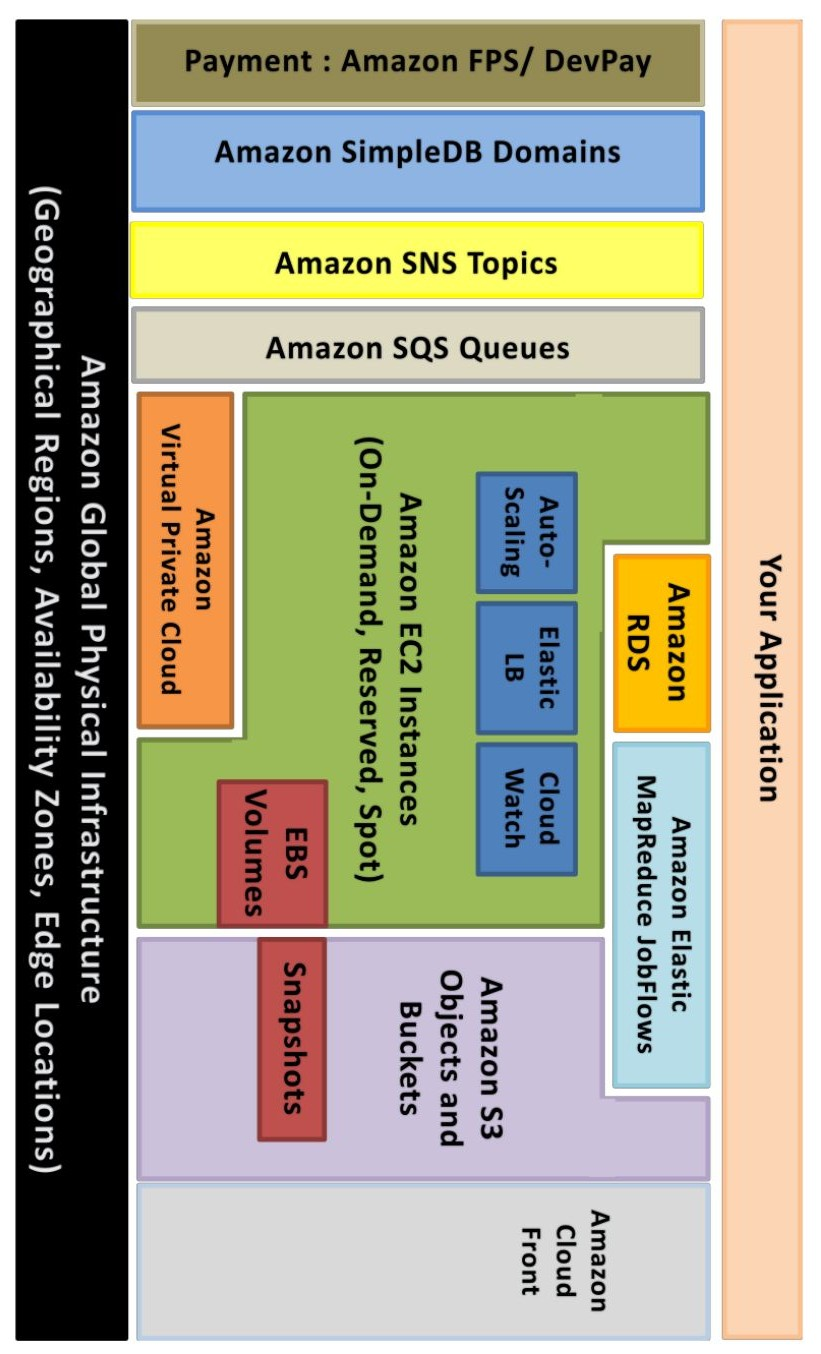 Your Application
Payment : Amazon FPS/ DevPay
Amazon SimpleDB Domains
Amazon SNS Topics
Amazon SQS Queues
Auto-
Scaling
Elastic
LB
Cloud
Watch
Amazon EC2 Instances
(On-Demand, Reserved, Spot)
Amazon
Virtual Private Cloud
EBS
Volumes
Amazon
RDS
Amazon Elastic
MapReduce JobFlows
Amazon S3
Objects and
Buckets
Snapshots
Amazon
Cloud
Front
Amazon Global Physical Infrastructure
(Geographical Regions, Availability Zones, Edge Locations)